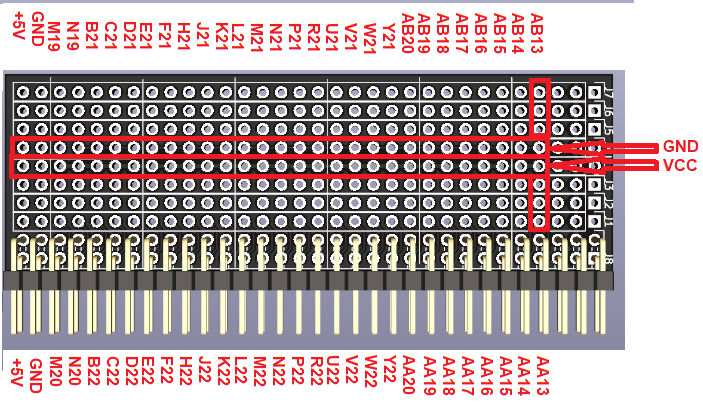 +5V GND M19 N19 B21 C21 D21 E21 F21 H21 J21 K21 L21 M21 N21 P21 R21 U21 V21 W21 Y21 AB20 AB19 AB18 AB17 AB16 AB15 AB14 AB13
J7
J6
J5
GND
VCC
J3
J2
J1
J8
+5V GND M20 N20 B22 C22 D22 E22 F22 H22 J22 K22 L22 M22 N22 P22 R22 U22 V22 W22 Y22 AA20 AA19 AA18 AA17 AA16 AA15 AA14 AA13